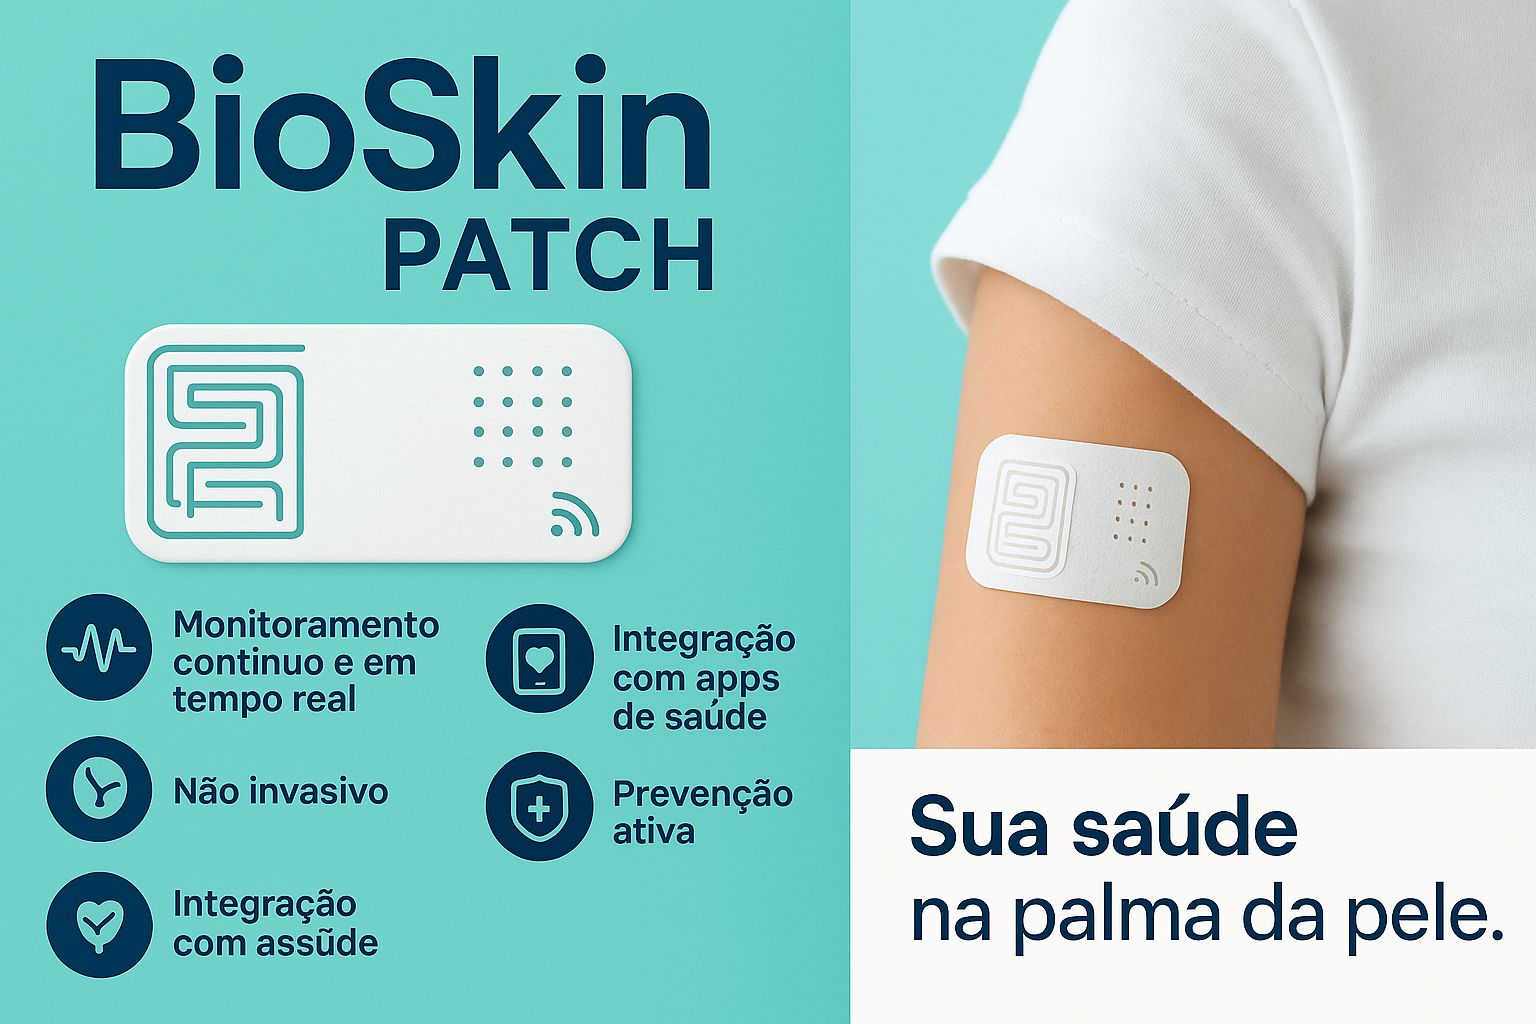 BioSkin
PATCH
Monitoramento
continuo e em
tempo real
Não invasivo
Integração
com assũde
Integração
com apps
de saúde
Prevenção
ativa
Sua saúde
na palma da pele.